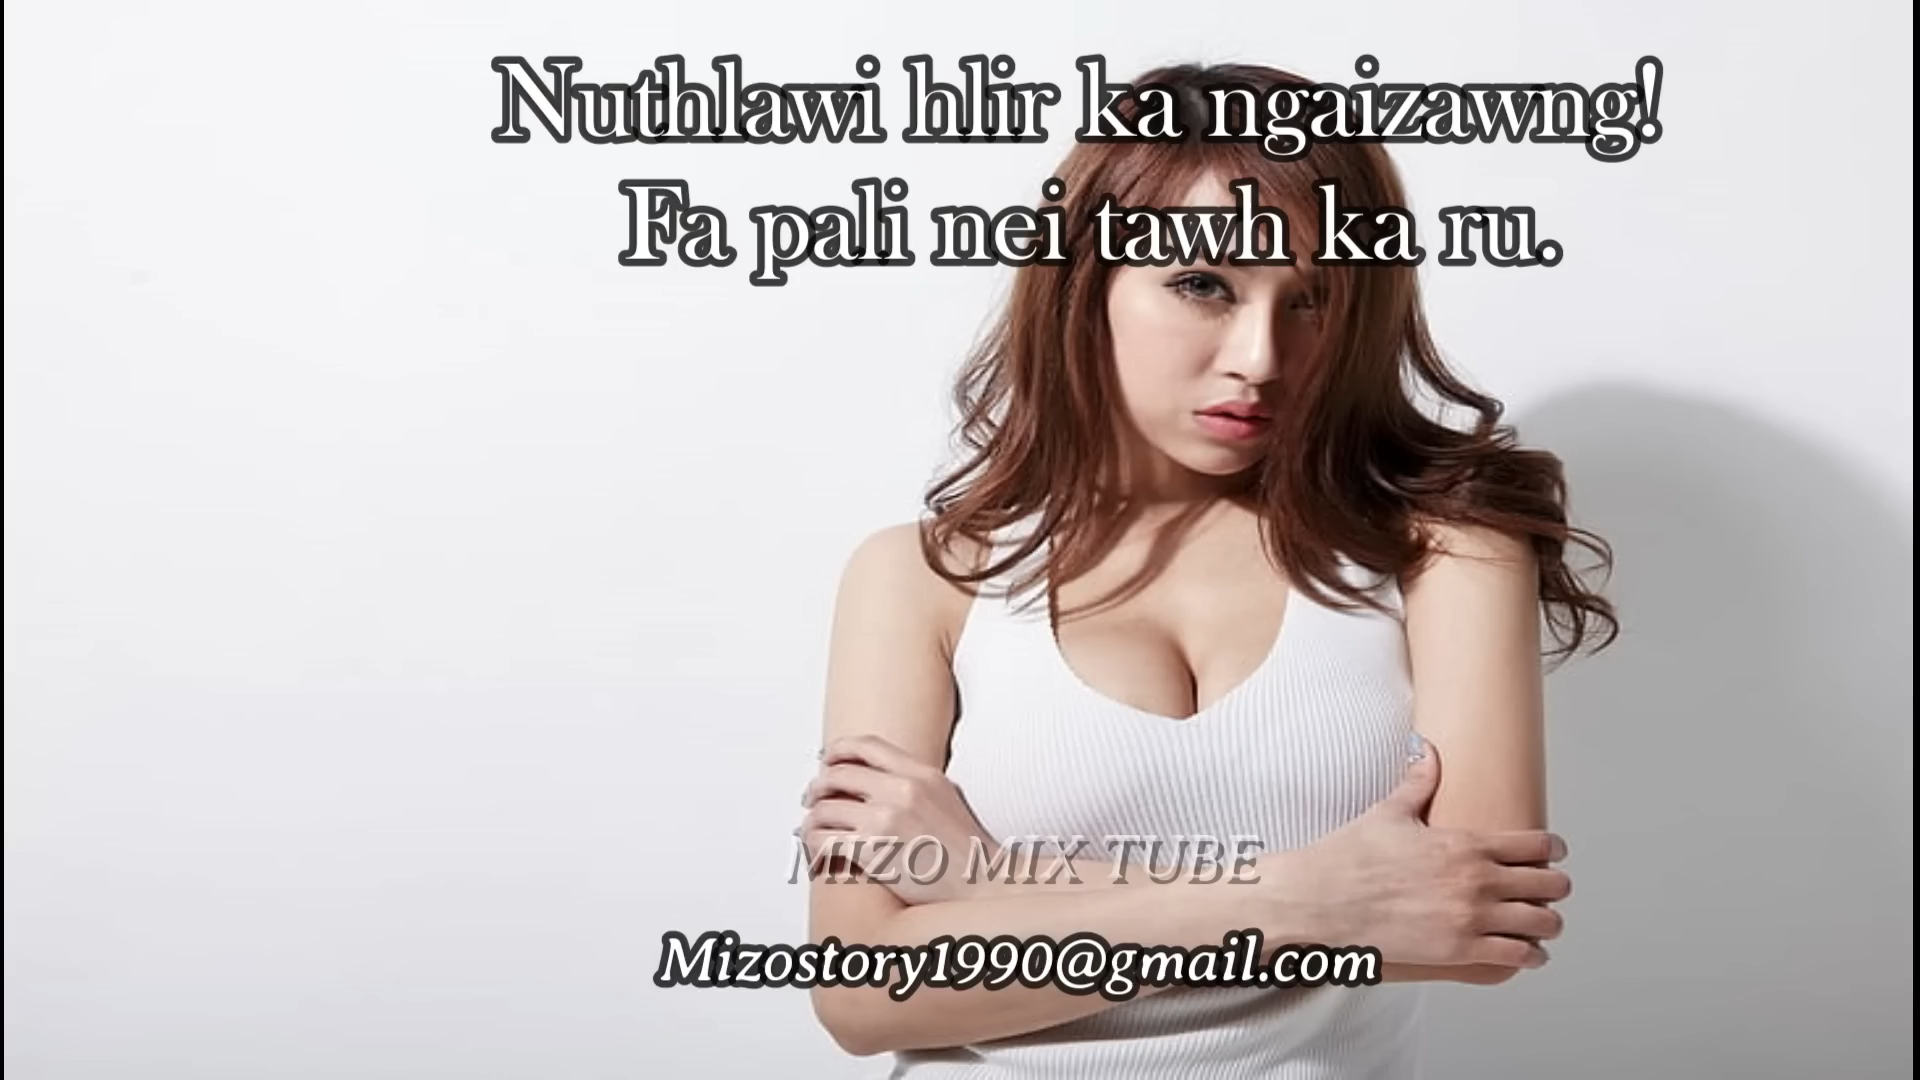 Nuthlawi hlir ka ngaizawng!
Fa pali nei tawh ka ru.
MIZO MIX TUBE
Mizostory1990@gmail.com